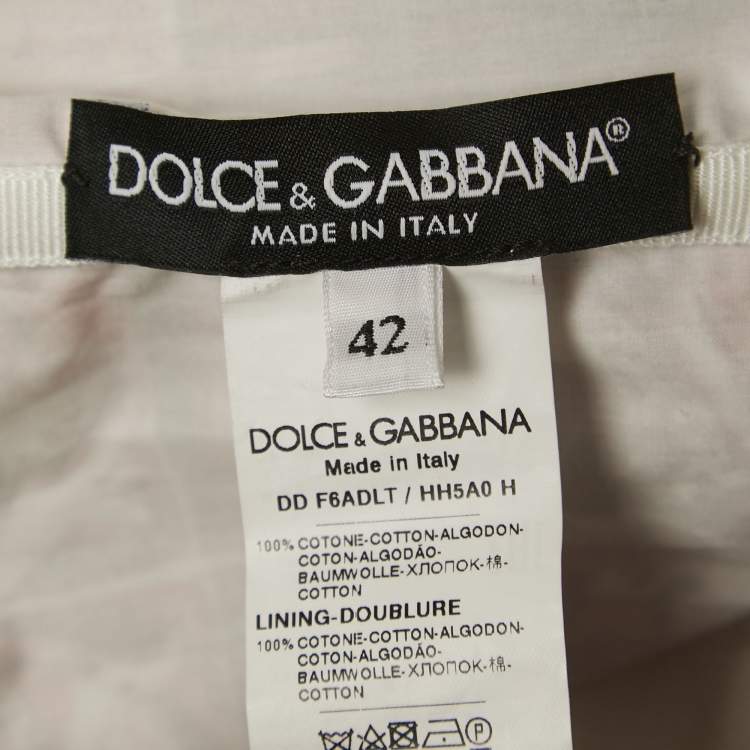 DOLCE & GABBANA®
MADE IN ITALY
42
DOLCE & GABBANA
Made in Italy
DD F6ADLT / HH5A0 H
100% COTONE-COTTON-ALGODON-
COTON-ALGODÃO-
BAUMWOLLE-ХЛОПОК-棉-
COTTON
LINING-DOUBLURE
100% COTONE-COTTON-ALGODON-
COTON-ALGODÃO-
BAUMWOLLE-ХЛОПОК-棉-
COTTON
P